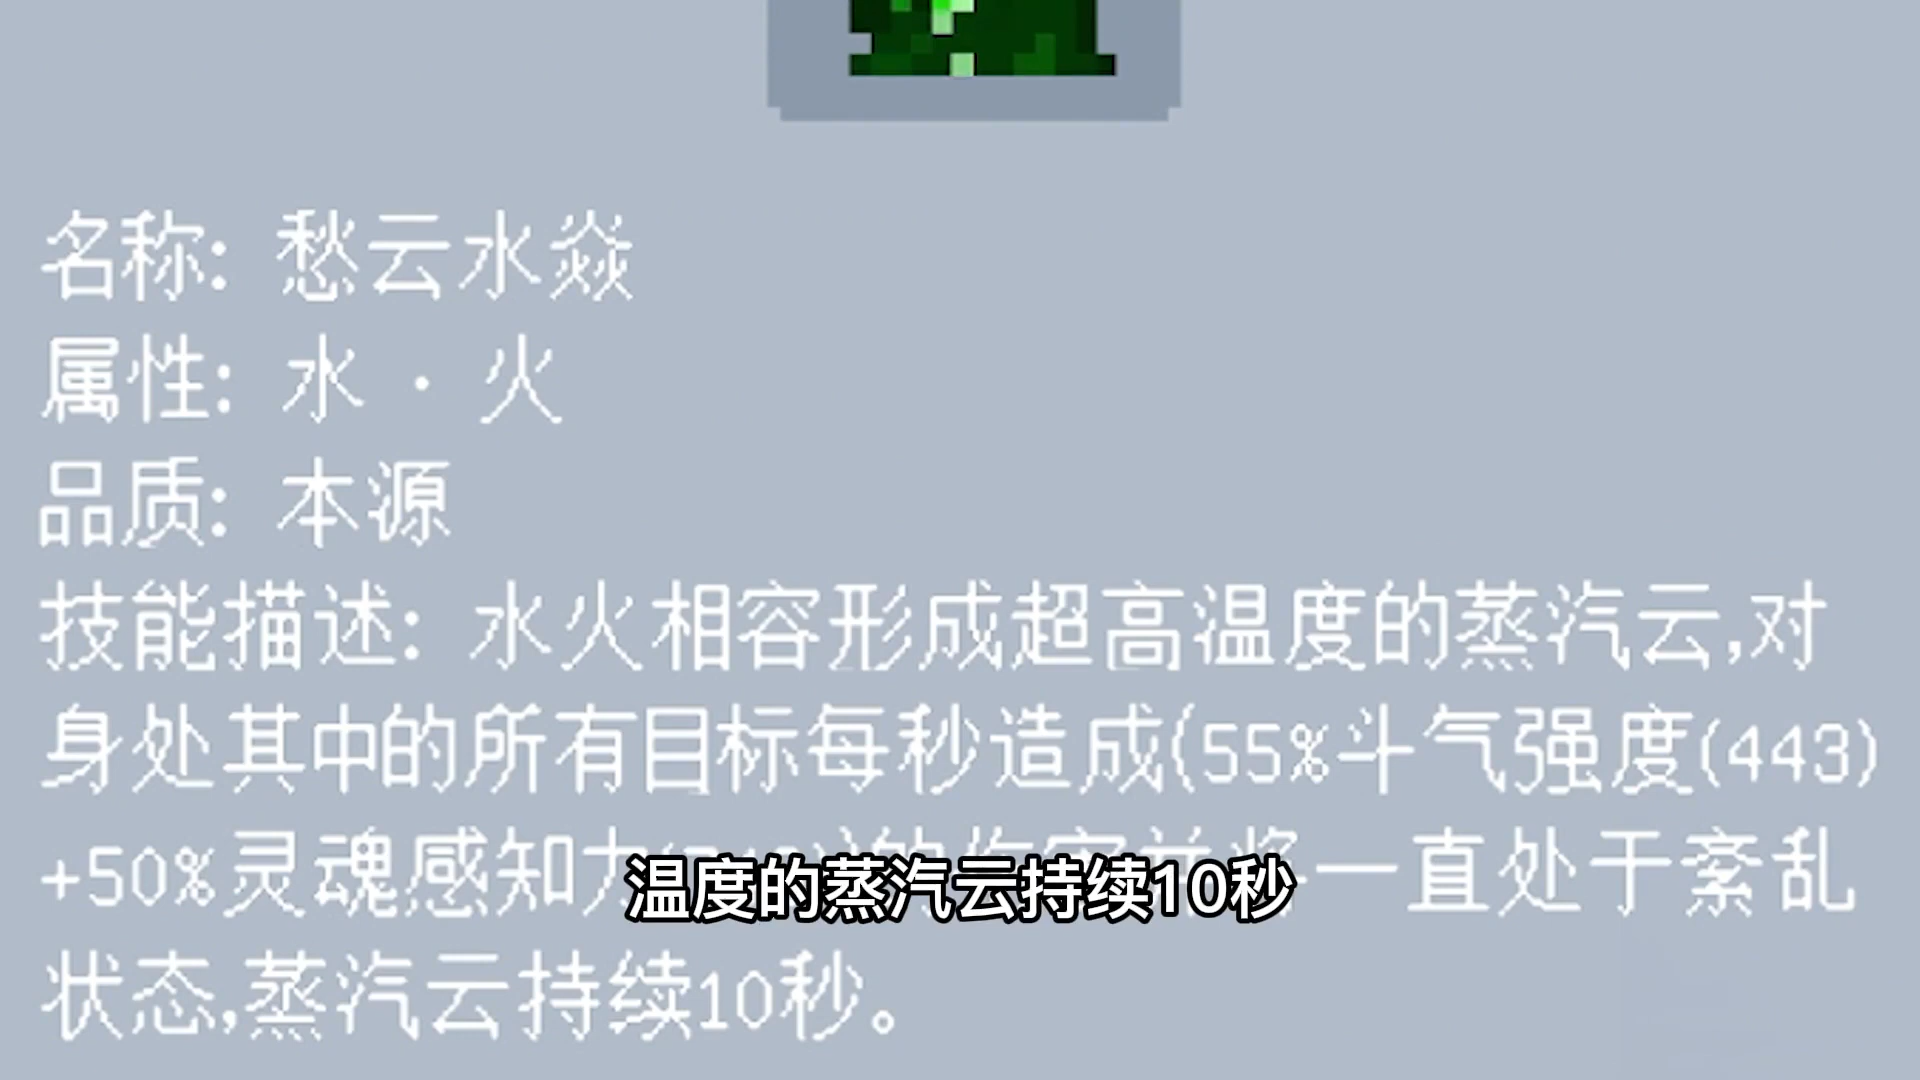 名称: 愁云水焱
属性: 水 · 火
品质: 本源
技能描述: 水火相容形成超高温度的蒸汽云,对
身处其中的所有目标每秒造成(55%斗气强度(443)
+50%灵魂感知力 一直处于紊乱
温度的蒸汽云持续10秒
状态,蒸汽云持续10秒。